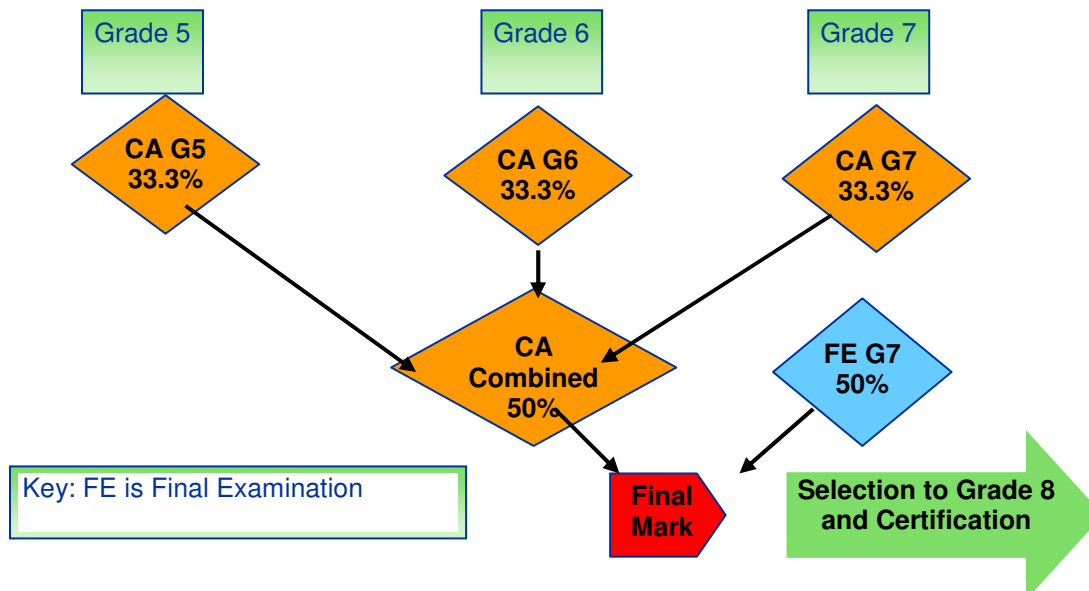 Grade 5
Grade 6
Grade 7
CA G5
33.3%
CA G6
33.3%
CA G7
33.3%
CA
Combined
50%
FE G7
50%
Key: FE is Final Examination
Final
Mark
Selection to Grade 8
and Certification